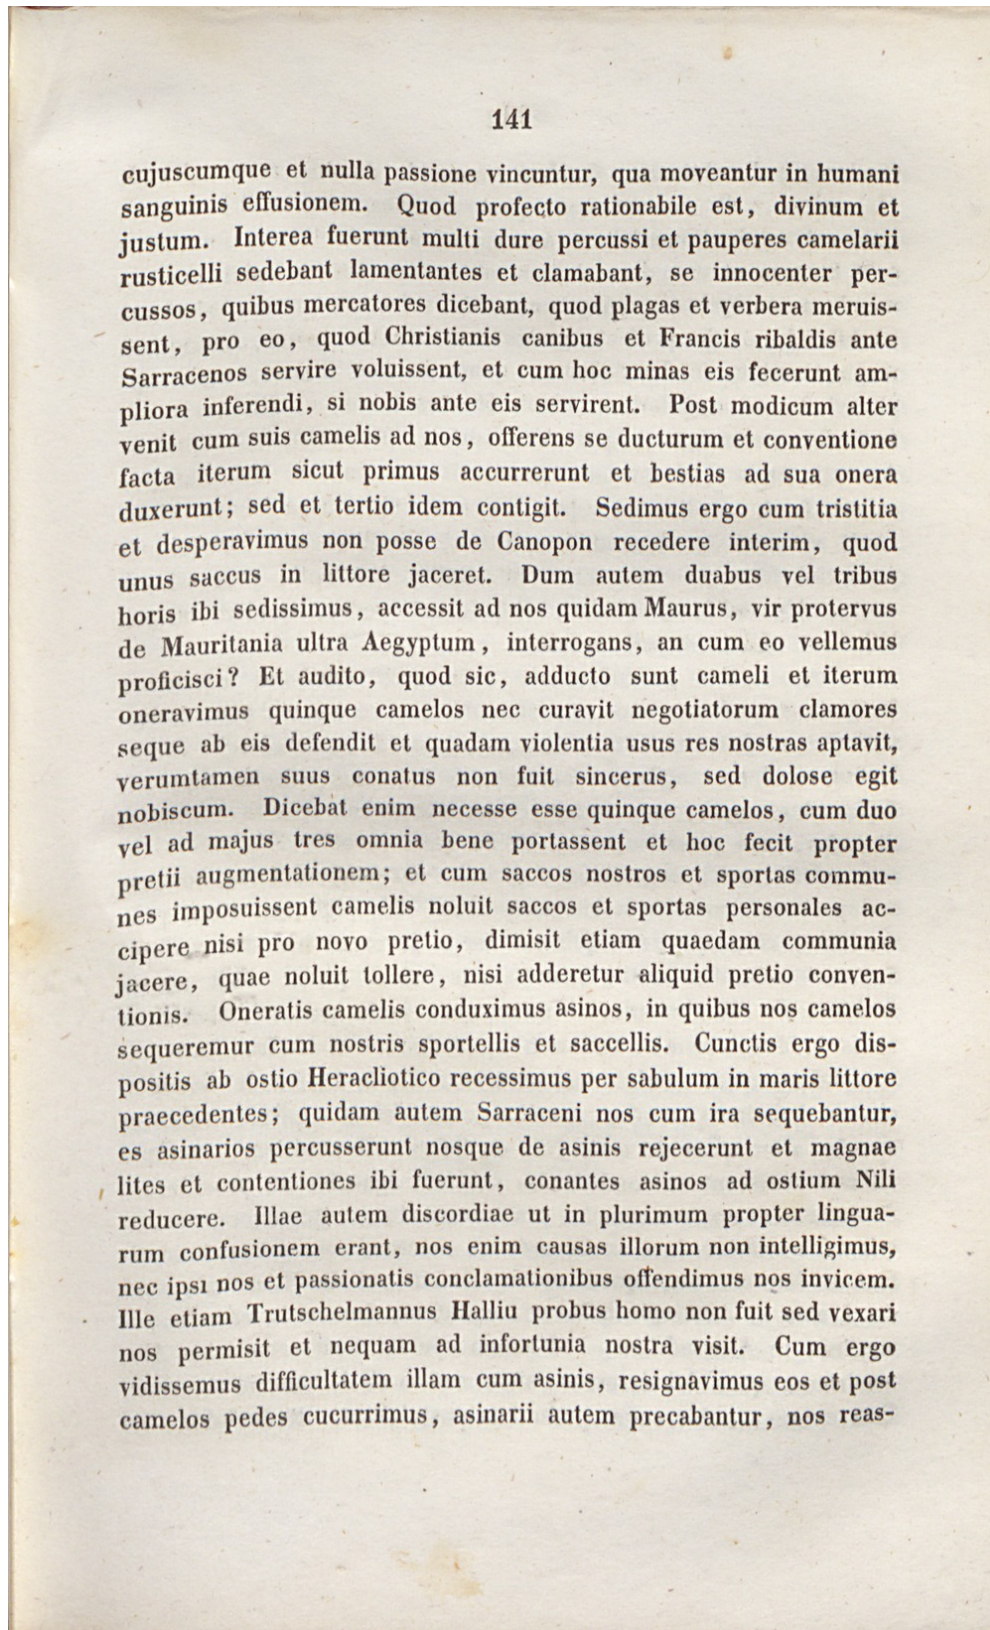 141
cujuscumque et nulla passione vincuntur, qua moveantur in humani
sanguinis effusionem. Quod profecto rationabile est, divinum et
justum. Interea fuerunt multi dure percussi et pauperes camelarii
rusticelli sedebant lamentantes et clamabant, se innocenter per-
cussos, quibus mercatores dicebant, quod plagas et verbera meruis-
sent, pro eo, quod Christianis canibus et Francis ribaldis ante
Sarracenos servire voluissent, et cum hoc minas eis fecerunt am-
pliora inferendi, si nobis ante eis servirent. Post modicum alter
venit cum suis camelis ad nos, offerens se ducturum et conventione
facta iterum sicut primus accurrerunt et bestias ad sua onera
duxerunt; sed et tertio idem contigit. Sedimus ergo cum tristitia
et desperavimus non posse de Canopon recedere interim, quod
unus saccus in littore jaceret. Dum autem duabus vel tribus
horis ibi sedissimus, accessit ad nos quidam Maurus, vir protervus
de Mauritania ultra Aegyptum, interrogans, an cum eo vellemus
proficisci? Et audito, quod sic, adducto sunt cameli et iterum
oneravimus quinque camelos nec curavit negotiatorum clamores
seque ab eis defendit et quadam violentia usus res nostras aptavit,
verumtamen suus conatus non fuit sincerus, sed dolose egit
nobiscum. Dicebat enim necesse esse quinque camelos, cum duo
vel ad majus tres omnia bene portassent et hoc fecit propter
pretii augmentationem; et cum saccos nostros et sportas commu-
nes imposuissent camelis noluit saccos et sportas personales ac-
cipere nisi pro novo pretio, dimisit etiam quaedam communia
jacere, quae noluit tollere, nisi adderetur aliquid pretio conven-
tionis. Oneratis camelis conduximus asinos, in quibus nos camelos
sequeremur cum nostris sportellis et saccellis. Cunctis ergo dis-
positis ab ostio Heracliotico recessimus per sabulum in maris littore
praecedentes; quidam autem Sarraceni nos cum ira sequebantur,
es asinarios percusserunt nosque de asinis rejecerunt et magnae
lites et contentiones ibi fuerunt, conantes asinos ad ostium Nili
reducere. Illae autem discordiae ut in plurimum propter lingua-
rum confusionem erant, nos enim causas illorum non intelligimus,
nec ipsi nos et passionatis conclamationibus offendimus nos invicem.
Ille etiam Trutschelmannus Halliu probus homo non fuit sed vexari
nos permisit et nequam ad infortunia nostra visit. Cum ergo
vidissemus difficultatem illam cum asinis, resignavimus eos et post
camelos pedes cucurrimus, asinarii autem precabantur, nos reas-